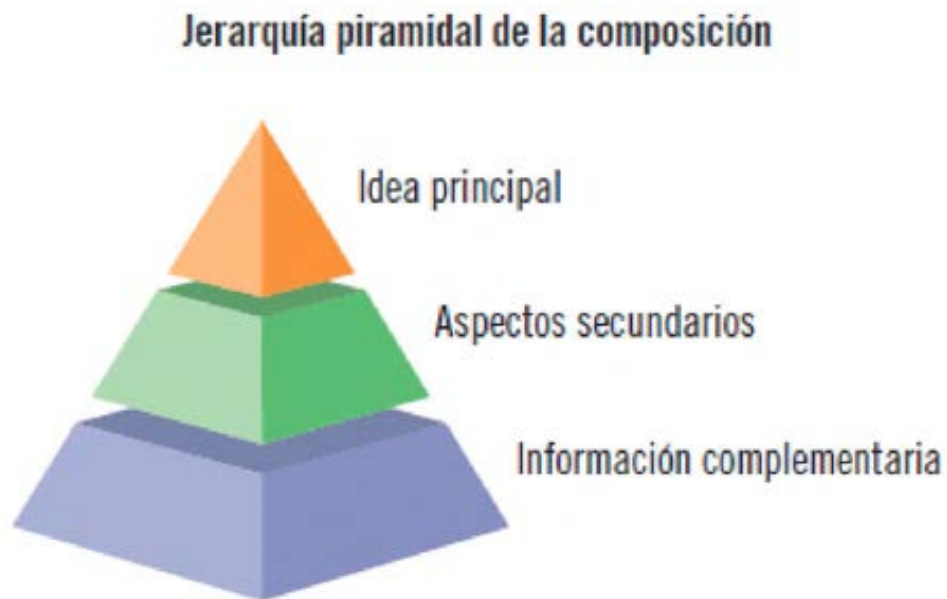 Jerarquía piramidal de la composición
Idea principal
Aspectos secundarios
Información complementaria